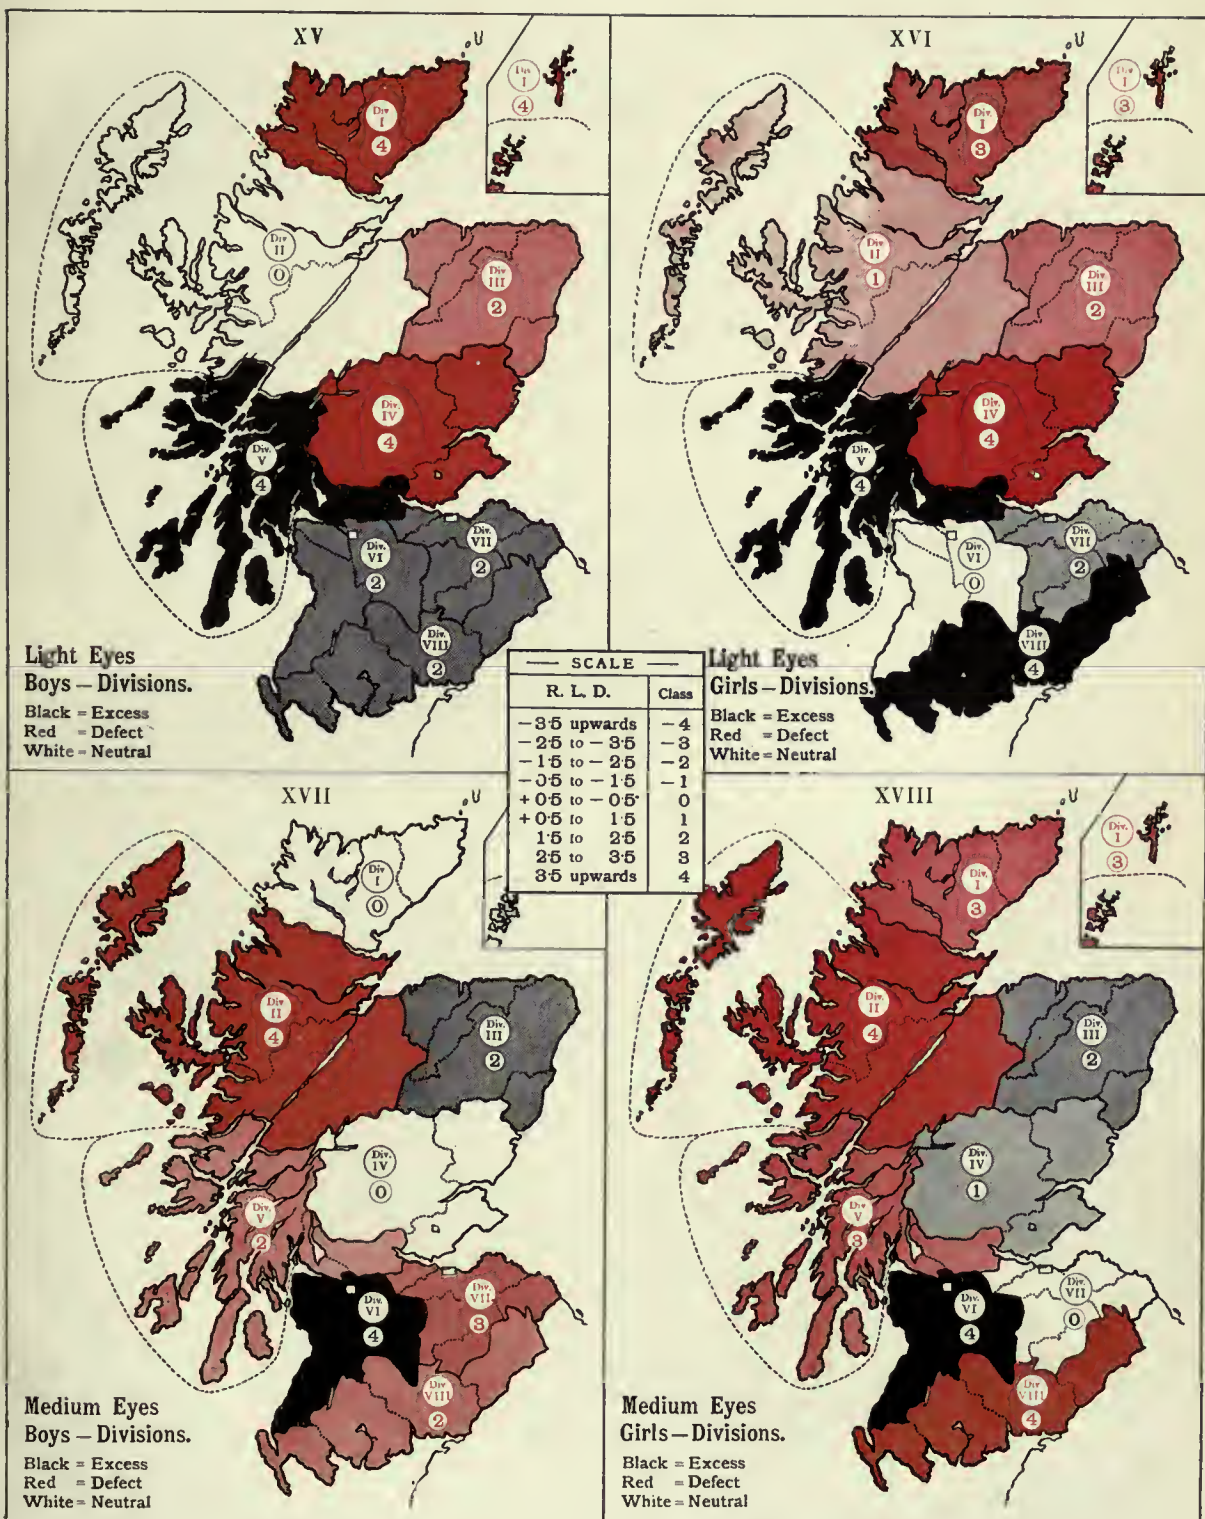 XV
Div. I
4
Div I
4
Div II
0
Div III
2
Div. IV
4
Div. V
4
Div. VI
2
Div. VII
2
Div. VIII
2
Light Eyes
Boys – Divisions.
Black = Excess
Red = Defect
White = Neutral
XVI
Div I
3
Div. I
3
Div II
1
Div. III
2
Div. IV
4
Div. V
4
Div. VI
0
Div. VII
2
Div. VIII
4
Light Eyes
Girls – Divisions.
Black = Excess
Red = Defect
White = Neutral
— SCALE —
R. L. D. Class
−3·5 upwards −4
−2·5 to −3·5 −3
−1·5 to −2·5 −2
−0·5 to −1·5 −1
+0·5 to −0·5 0
+0·5 to 1·5 1
1·5 to 2·5 2
2·5 to 3·5 3
3·5 upwards 4
XVII
Div I
0
Div II
4
Div. III
2
Div. IV
0
Div. V
2
Div. VI
4
Div. VII
3
Div. VIII
2
Medium Eyes
Boys – Divisions.
Black = Excess
Red = Defect
White = Neutral
XVIII
Div. I
3
Div. I
3
Div II
4
Div. III
2
Div. IV
1
Div. V
3
Div. VI
4
Div. VII
0
Div VIII
4
Medium Eyes
Girls – Divisions.
Black = Excess
Red = Defect
White = Neutral